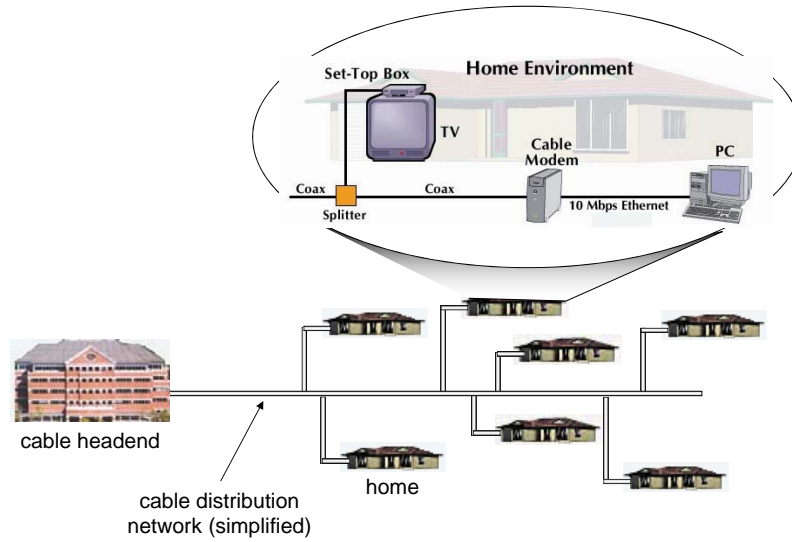 Home Environment
Set-Top Box
TV
Cable
Modem
PC
Coax
Coax
10 Mbps Ethernet
Splitter
cable headend
home
cable distribution
network (simplified)